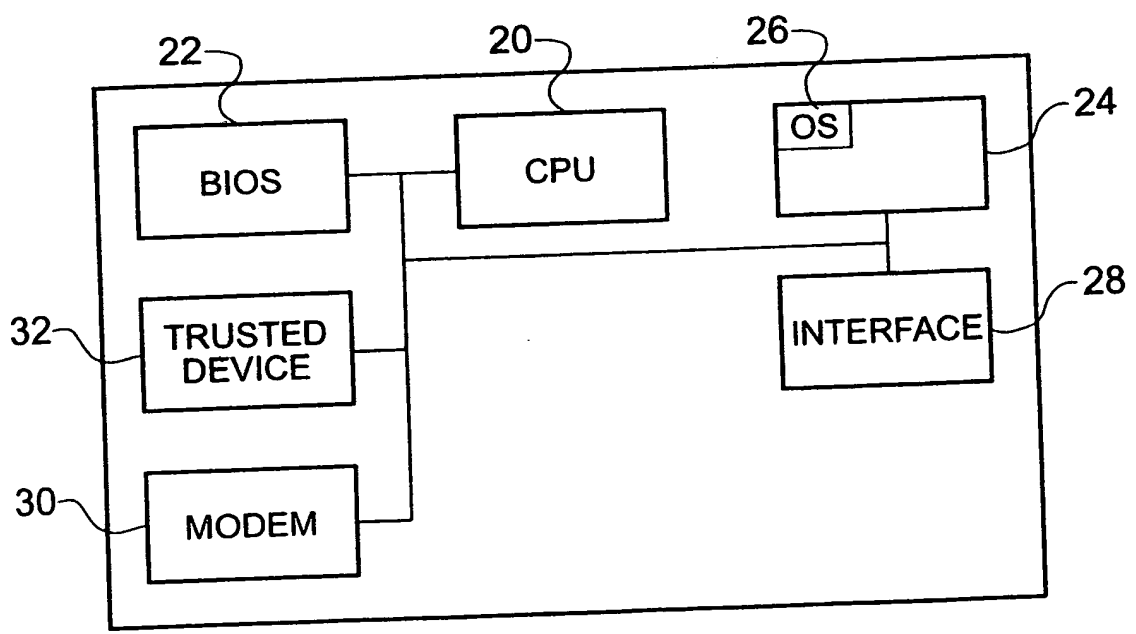 22
20
26
24
OS
BIOS
CPU
28
32
TRUSTED
DEVICE
INTERFACE
30
MODEM